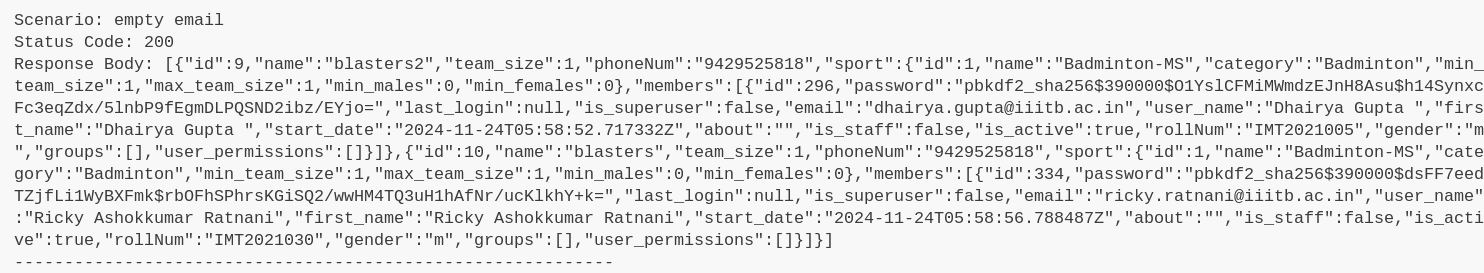 Scenario: empty email
Status Code: 200
Response Body: [{"id":9,"name":"blasters2","team_size":1,"phoneNum":"9429525818","sport":{"id":1,"name":"Badminton-MS","category":"Badminton","min_
team_size":1,"max_team_size":1,"min_males":0,"min_females":0},"members":[{"id":296,"password":"pbkdf2_sha256$390000$O1YslCFMiMWmdzEJnH8Asu$h14Synxc
Fc3eqZdx/5lnbP9fEgmDLPQSND2ibz/EYjo=","last_login":null,"is_superuser":false,"email":"dhairya.gupta@iiitb.ac.in","user_name":"Dhairya Gupta ","firs
t_name":"Dhairya Gupta ","start_date":"2024-11-24T05:58:52.717332Z","about":"","is_staff":false,"is_active":true,"rollNum":"IMT2021005","gender":"m
","groups":[],"user_permissions":[]}]},{"id":10,"name":"blasters","team_size":1,"phoneNum":"9429525818","sport":{"id":1,"name":"Badminton-MS","cate
gory":"Badminton","min_team_size":1,"max_team_size":1,"min_males":0,"min_females":0},"members":[{"id":334,"password":"pbkdf2_sha256$390000$dsFF7eed
TZjfLi1WyBXFmk$rbOFhSPhrsKGiSQ2/wwHM4TQ3uH1hAfNr/ucKlkhY+k=","last_login":null,"is_superuser":false,"email":"ricky.ratnani@iiitb.ac.in","user_name"
:"Ricky Ashokkumar Ratnani","first_name":"Ricky Ashokkumar Ratnani","start_date":"2024-11-24T05:58:56.788487Z","about":"","is_staff":false,"is_acti
ve":true,"rollNum":"IMT2021030","gender":"m","groups":[],"user_permissions":[]}]}]
------------------------------------------------------------